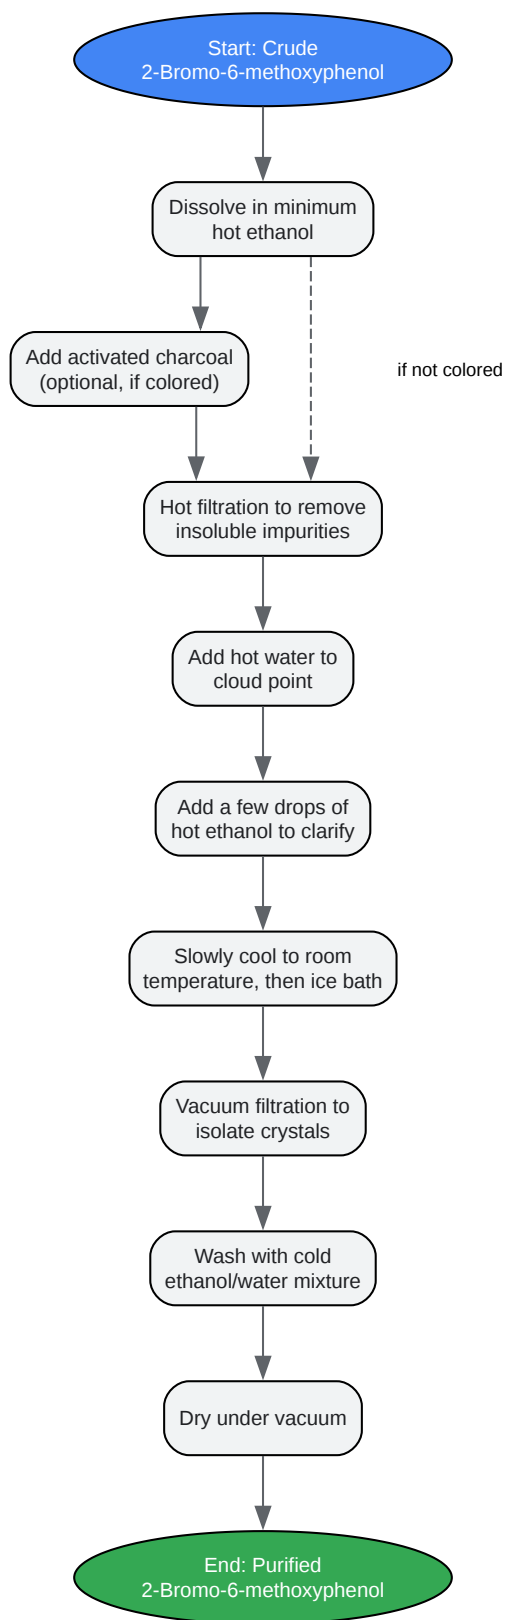 Start: Crude
2-Bromo-6-methoxyphenol
Dissolve in minimum
hot ethanol
Add activated charcoal
(optional, if colored)
if not colored
Hot filtration to remove
insoluble impurities
Add hot water to
cloud point
Add a few drops of
hot ethanol to clarify
Slowly cool to room
temperature, then ice bath
Vacuum filtration to
isolate crystals
Wash with cold
ethanol/water mixture
Dry under vacuum
End: Purified
2-Bromo-6-methoxyphenol